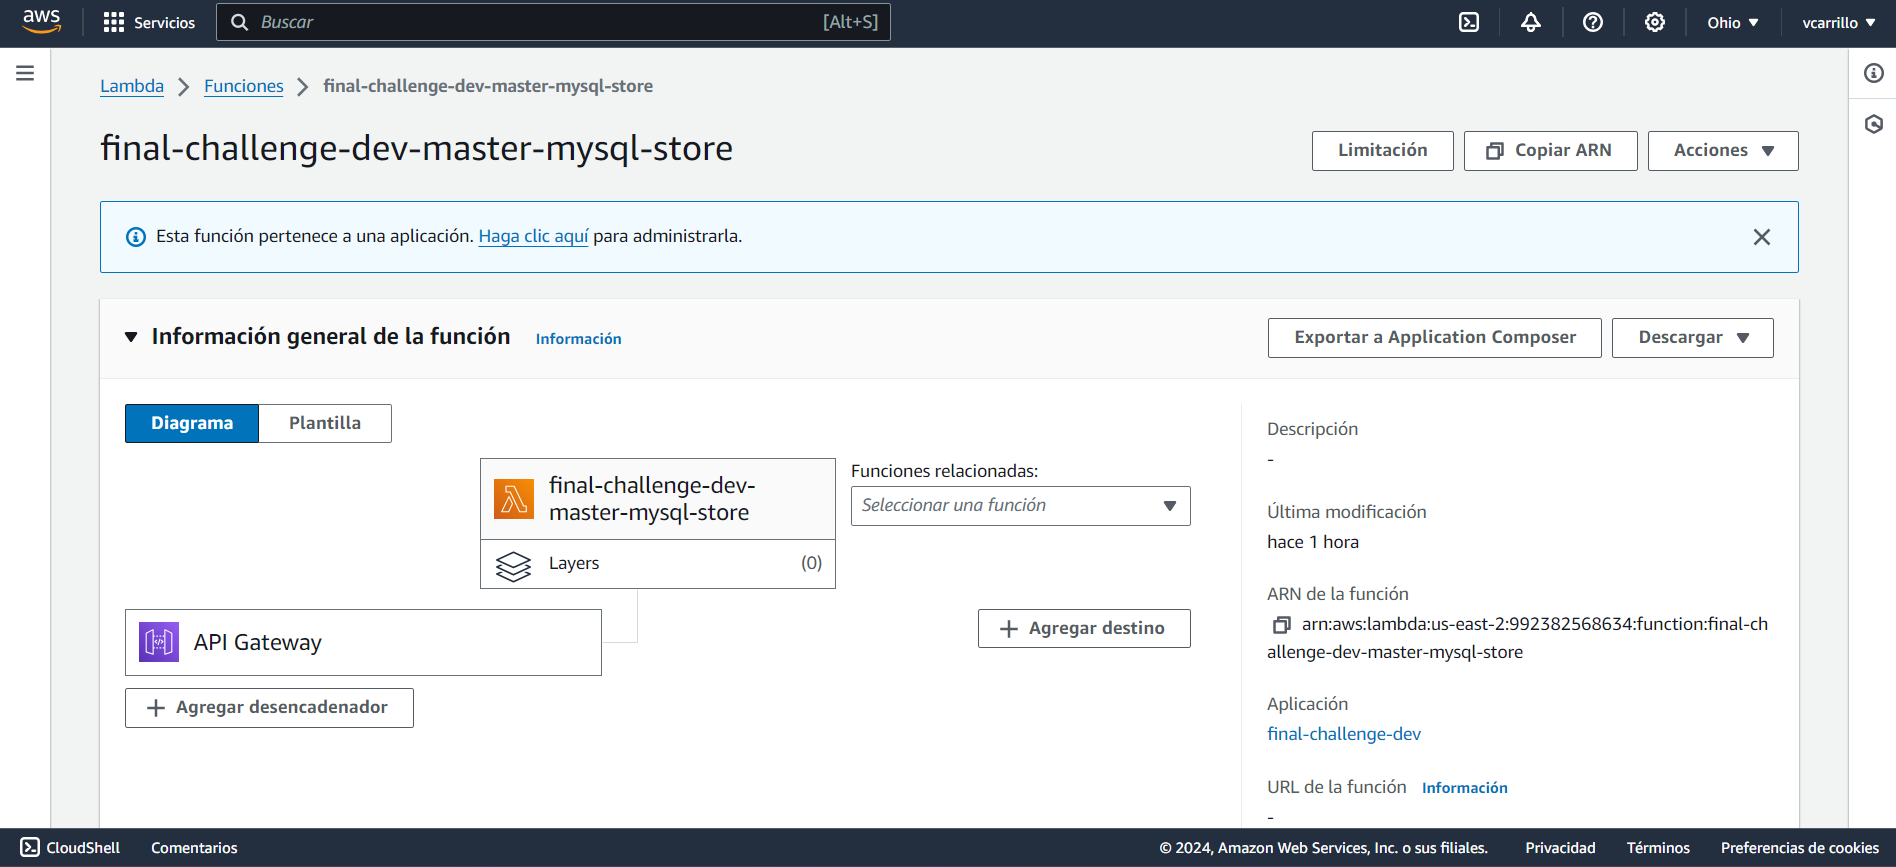 aws
Servicios
Buscar
[Alt+S]
Ohio
vcarrillo
Lambda
Funciones
final-challenge-dev-master-mysql-store
final-challenge-dev-master-mysql-store
Limitación
Copiar ARN
Acciones
Esta función pertenece a una aplicación. Haga clic aquí para administrarla.
Información general de la función
Información
Exportar a Application Composer
Descargar
Diagrama
Plantilla
final-challenge-dev-
master-mysql-store
Layers
(0)
Funciones relacionadas:
Seleccionar una función
API Gateway
Agregar destino
Agregar desencadenador
Descripción
-
Última modificación
hace 1 hora
ARN de la función
arn:aws:lambda:us-east-2:992382568634:function:final-ch
allenge-dev-master-mysql-store
Aplicación
final-challenge-dev
URL de la función
Información
-
CloudShell
Comentarios
© 2024, Amazon Web Services, Inc. o sus filiales.
Privacidad
Términos
Preferencias de cookies